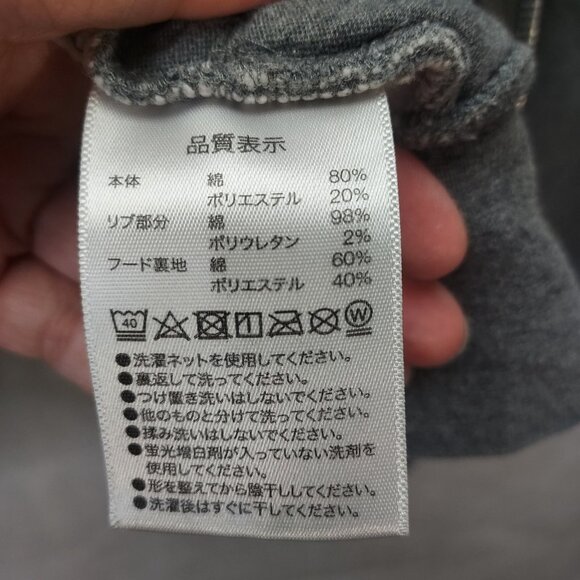 品質表示
本体 綿 80%
ポリエステル 20%
リブ部分 綿 98%
ポリウレタン 2%
フード裏地 綿 60%
ポリエステル 40%
40 W
●洗濯ネットを使用してください。
●裏返して洗ってください。
●つけ置き洗いはしないでください。
●他のものと分けて洗ってください。
●揉み洗いはしないでください。
●蛍光増白剤が入っていない洗剤を
使用してください。
●形を整えてから陰干ししてください。
●洗濯後はすぐに干してください。